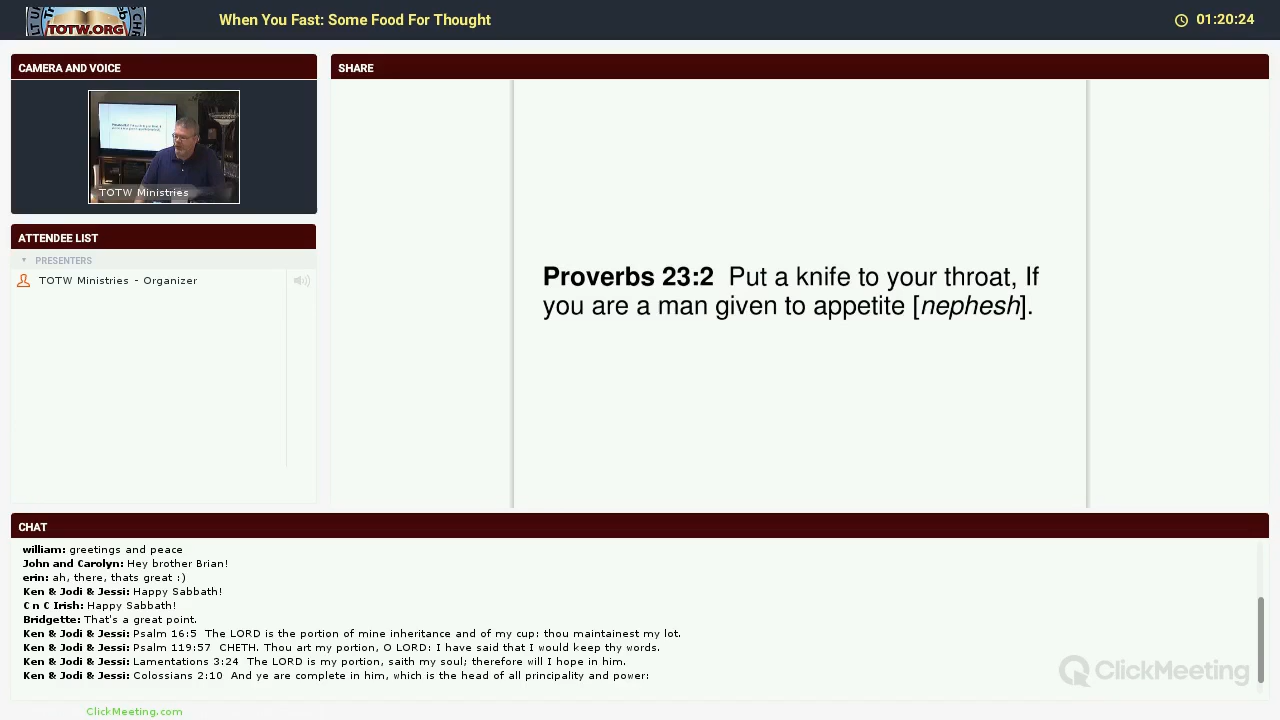 TOTW.ORG
When You Fast: Some Food For Thought
01:20:24
CAMERA AND VOICE
TOTW Ministries
ATTENDEE LIST
PRESENTERS
TOTW Ministries - Organizer
SHARE
Proverbs 23:2 Put a knife to your throat, If
you are a man given to appetite [nephesh].
CHAT
william: greetings and peace
John and Carolyn: Hey brother Brian!
erin: ah, there, thats great :)
Ken & Jodi & Jessi: Happy Sabbath!
C n C Irish: Happy Sabbath!
Bridgette: That's a great point.
Ken & Jodi & Jessi: Psalm 16:5 The LORD is the portion of mine inheritance and of my cup: thou maintainest my lot.
Ken & Jodi & Jessi: Psalm 119:57 CHETH. Thou art my portion, O LORD: I have said that I would keep thy words.
Ken & Jodi & Jessi: Lamentations 3:24 The LORD is my portion, saith my soul; therefore will I hope in him.
Ken & Jodi & Jessi: Colossians 2:10 And ye are complete in him, which is the head of all principality and power:
ClickMeeting
ClickMeeting.com